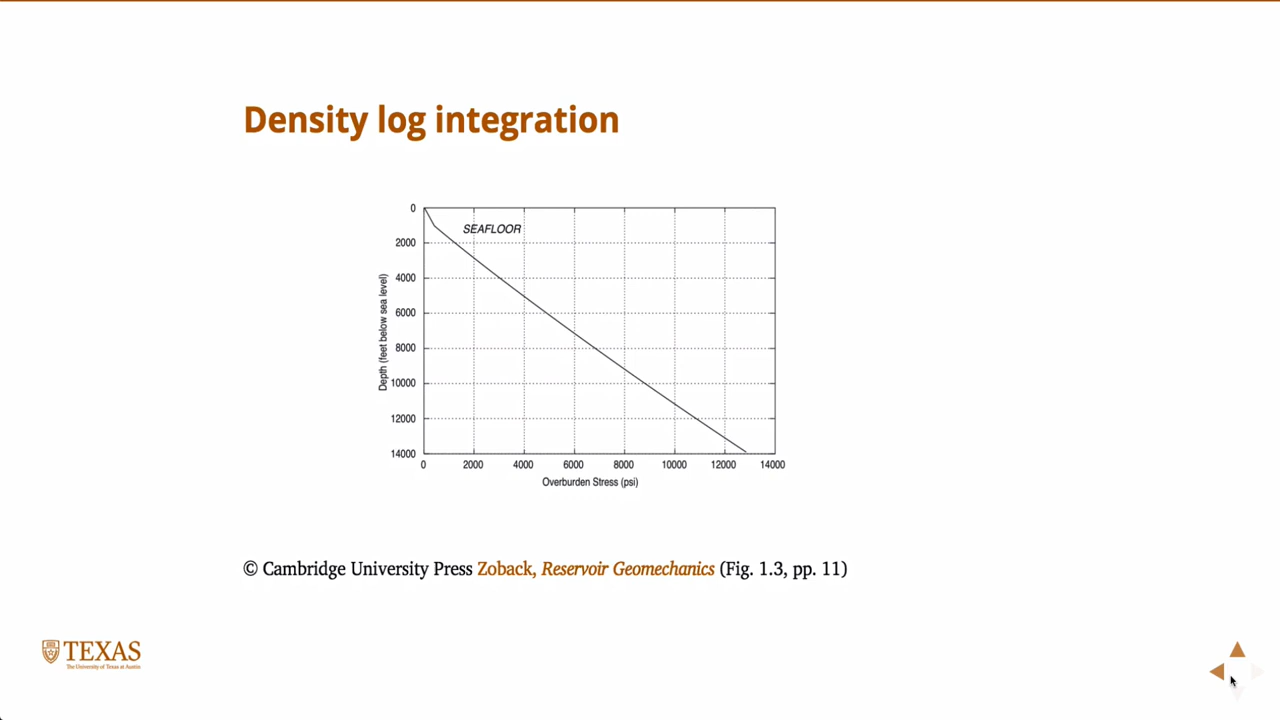 Density log integration
0
SEAFLOOR
2000
4000
6000
8000
10000
12000
14000
Depth (feet below sea level)
0 2000 4000 6000 8000 10000 12000 14000
Overburden Stress (psi)
© Cambridge University Press Zoback, Reservoir Geomechanics (Fig. 1.3, pp. 11)
TEXAS
The University of Texas at Austin